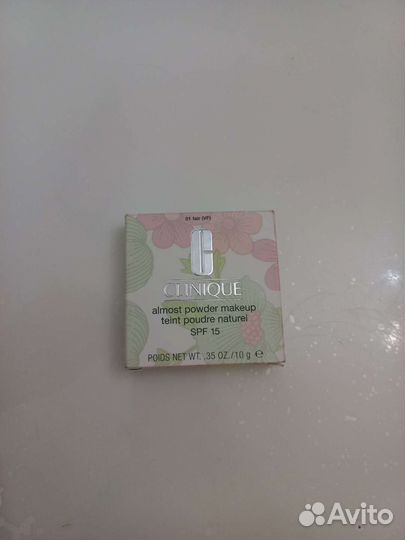 01 fair (VF)
CLINIQUE
almost powder makeup
teint poudre naturel
SPF 15
POIDS NET WT. .35 OZ./10 g ℮
Avito